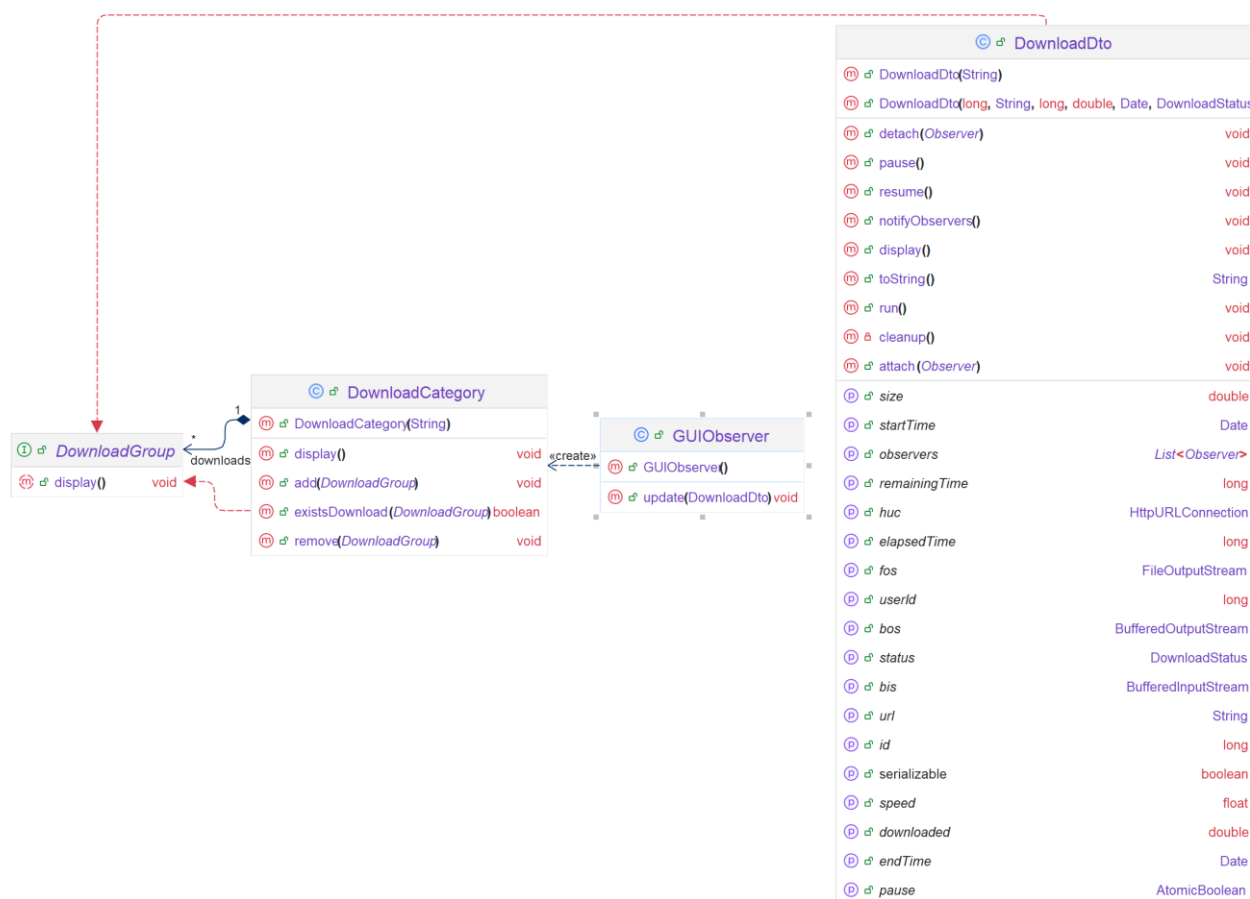 DownloadDto
DownloadDto(String)
DownloadDto(long, String, long, double, Date, DownloadStatus
detach(Observer) void
pause() void
resume() void
notifyObservers() void
display() void
toString() String
run() void
cleanup() void
attach(Observer) void
size double
startTime Date
observers List<Observer>
remainingTime long
huc HttpURLConnection
elapsedTime long
fos FileOutputStream
userId long
bos BufferedOutputStream
status DownloadStatus
bis BufferedInputStream
url String
id long
serializable boolean
speed float
downloaded double
endTime Date
pause AtomicBoolean
DownloadCategory
DownloadCategory(String)
display() void
add(DownloadGroup) void
existsDownload(DownloadGroup) boolean
remove(DownloadGroup) void
1
*
downloads
DownloadGroup
display() void
«create»
GUIObserver
GUIObserver()
update(DownloadDto) void